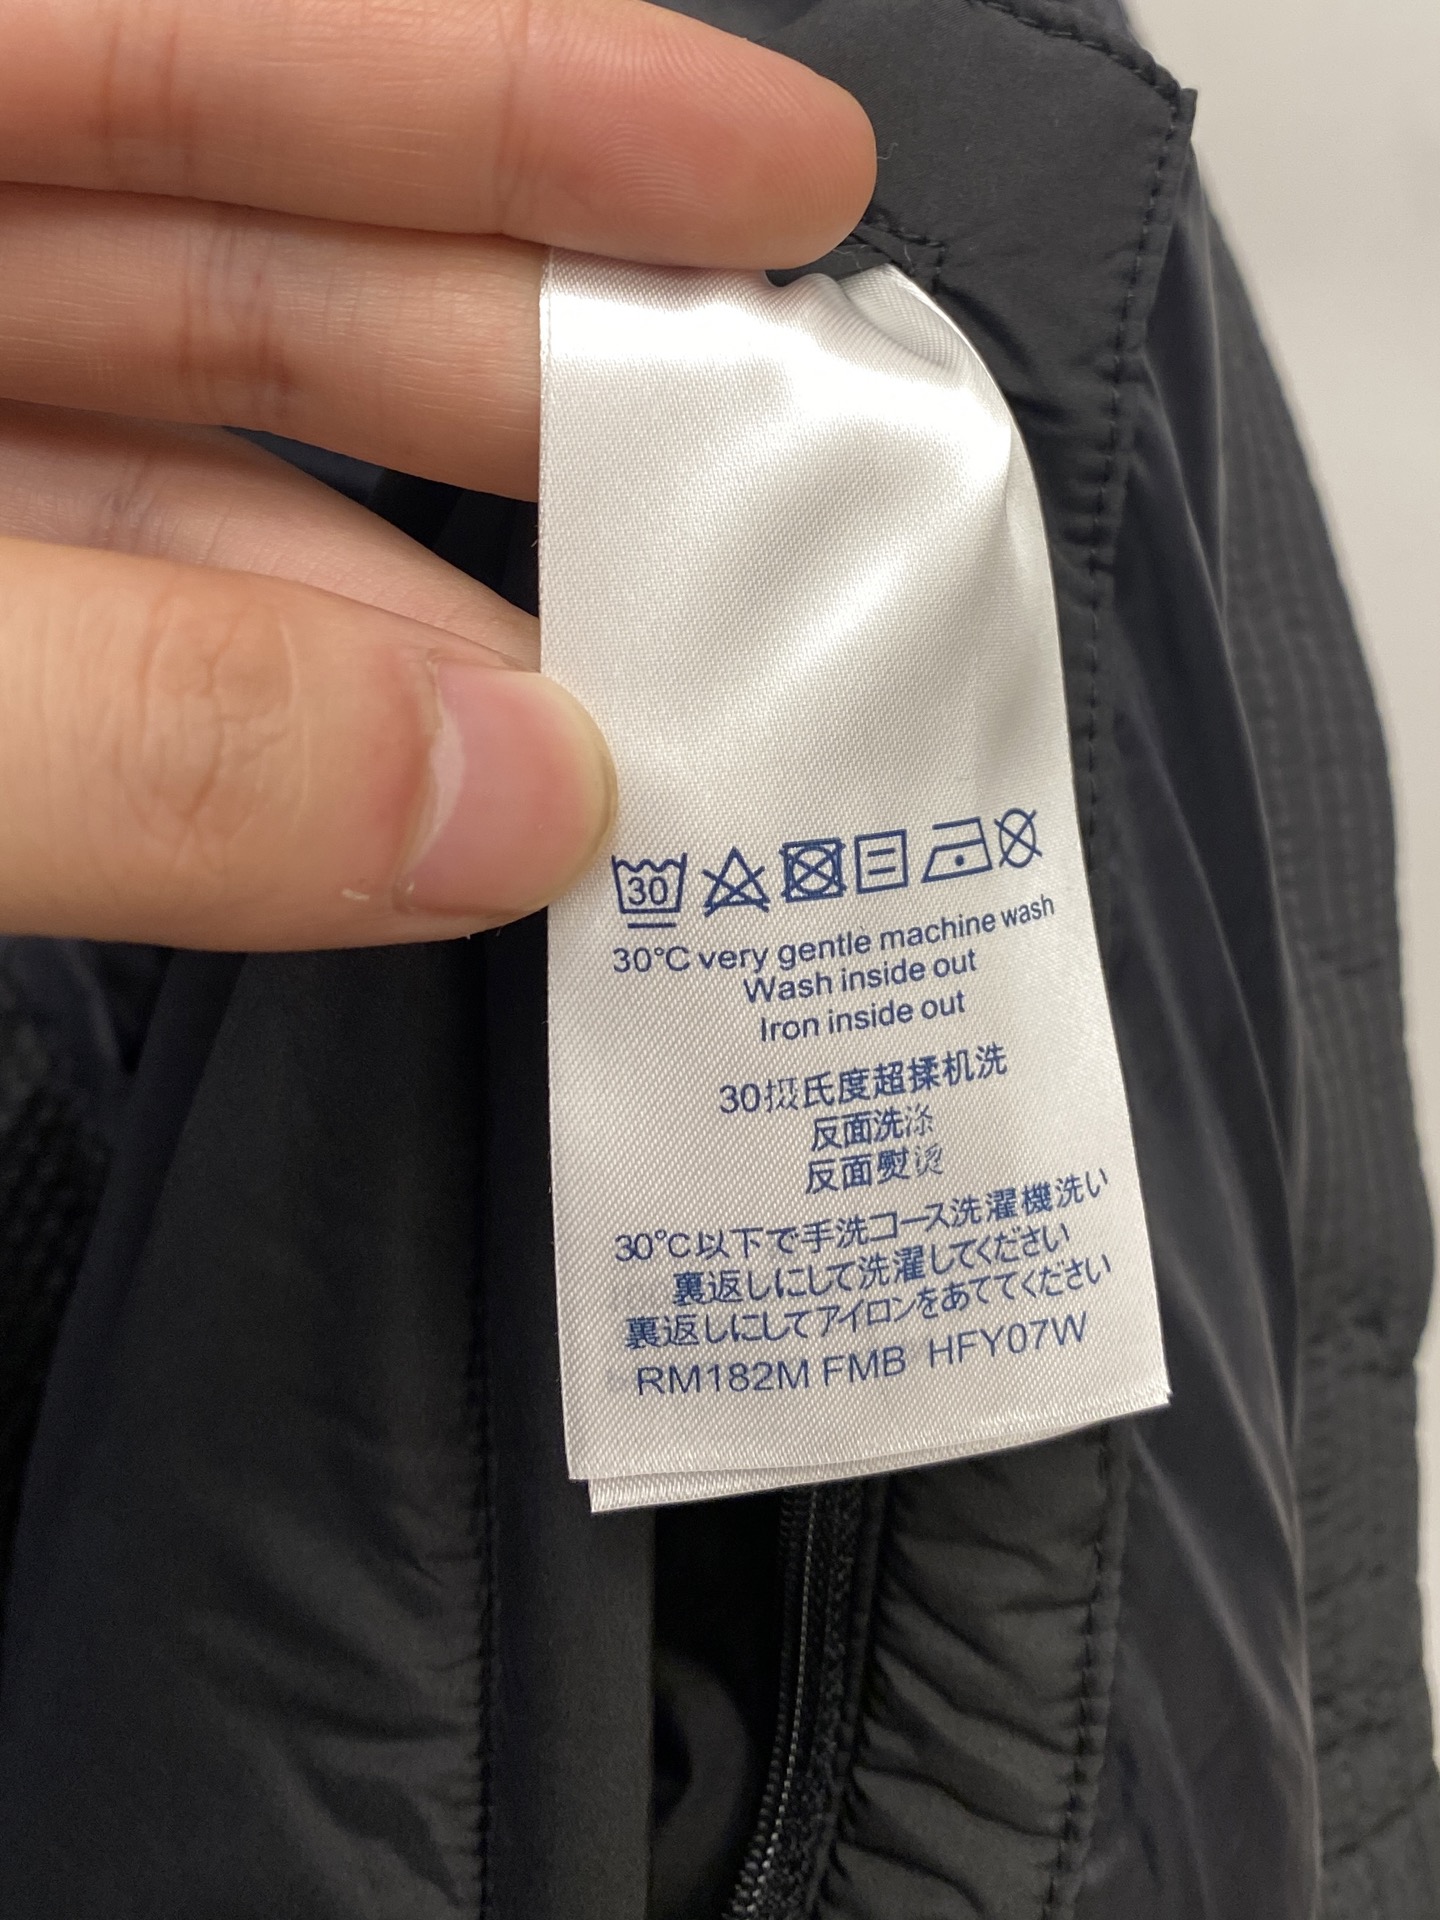 30
30°C very gentle machine wash
Wash inside out
Iron inside out
30摄氏度超揉机洗
反面洗涤
反面熨烫
30°C以下で手洗コース洗濯機洗い
裏返しにして洗濯してください
裏返しにしてアイロンをあててください
RM182M FMB HFY07W